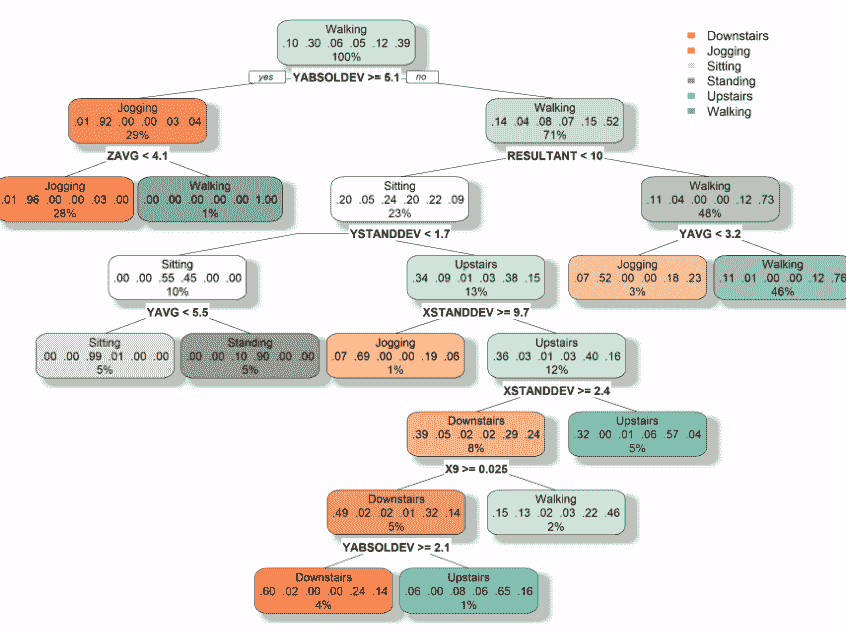 Walking
.10 .30 .06 .05 .12 .39
100%
Downstairs
Jogging
Sitting
Standing
Upstairs
Walking
yes YABSOLDEV >= 5.1 no
Jogging
.01 .92 .00 .00 .03 .04
29%
Walking
.14 .04 .08 .07 .15 .52
71%
ZAVG < 4.1
RESULTANT < 10
Jogging
.01 .96 .00 .00 .03 .00
28%
Walking
.00 .00 .00 .00 .00 1.00
1%
Sitting
.20 .05 .24 .20 .22 .09
23%
Walking
.11 .04 .00 .00 .12 .73
48%
YSTANDDEV < 1.7
YAVG < 3.2
Sitting
.00 .00 .55 .45 .00 .00
10%
Upstairs
.34 .09 .01 .03 .38 .15
13%
Jogging
.07 .52 .00 .00 .18 .23
3%
Walking
.11 .01 .00 .00 .12 .76
46%
YAVG < 5.5
XSTANDDEV >= 9.7
Sitting
.00 .00 .99 .01 .00 .00
5%
Standing
.00 .00 .10 .90 .00 .00
5%
Jogging
.07 .69 .00 .00 .19 .06
1%
Upstairs
.36 .03 .01 .03 .40 .16
12%
XSTANDDEV >= 2.4
Downstairs
.39 .05 .02 .02 .29 .24
8%
Upstairs
.32 .00 .01 .06 .57 .04
5%
X9 >= 0.025
Downstairs
.49 .02 .02 .01 .32 .14
5%
Walking
.15 .13 .02 .03 .22 .46
2%
YABSOLDEV >= 2.1
Downstairs
.60 .02 .00 .00 .24 .14
4%
Upstairs
.06 .00 .08 .06 .65 .16
1%